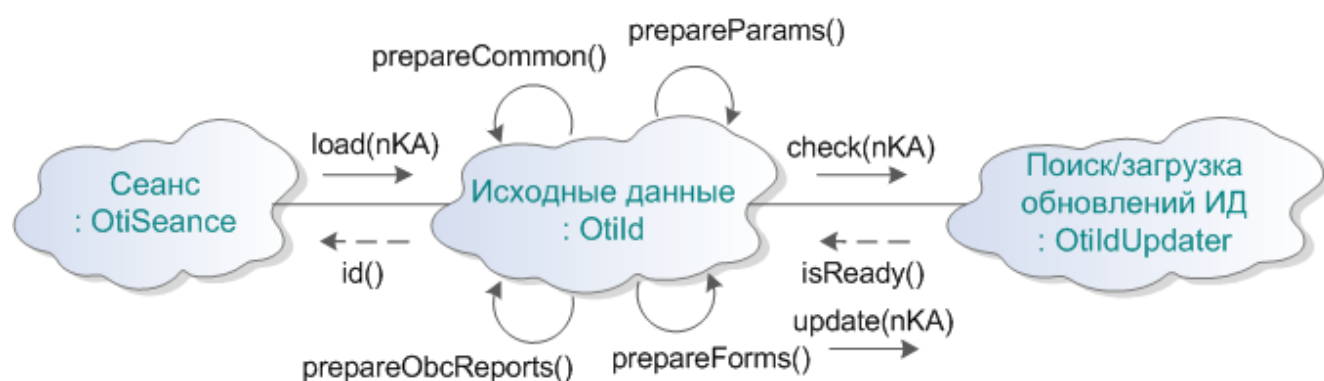 prepareParams()
prepareCommon()
load(nKA)
check(nKA)
Сеанс
: OtiSeance
Исходные данные
: OtiId
Поиск/загрузка
обновлений ИД
: OtiIdUpdater
id()
isReady()
update(nKA)
prepareObcReports()
prepareForms()